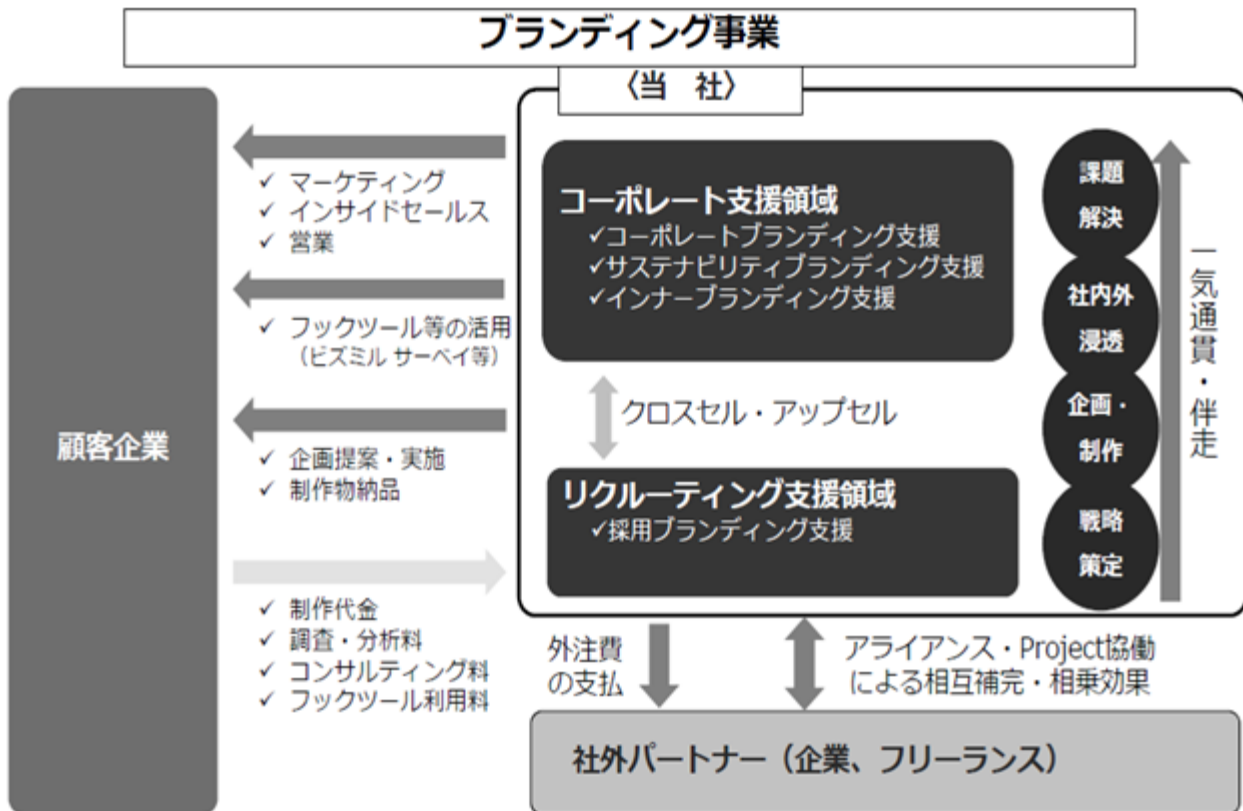 ブランディング事業
〈当 社〉
顧客企業
✓ マーケティング
✓ インサイドセールス
✓ 営業
✓ フックツール等の活用
（ビズミル サーベイ等）
✓ 企画提案・実施
✓ 制作物納品
✓ 制作代金
✓ 調査・分析料
✓ コンサルティング料
✓ フックツール利用料
コーポレート支援領域
✓コーポレートブランディング支援
✓サステナビリティブランディング支援
✓インナーブランディング支援
クロスセル・アップセル
リクルーティング支援領域
✓採用ブランディング支援
課題
解決
社内外
浸透
企画・
制作
戦略
策定
一気通貫・伴走
外注費
の支払
アライアンス・Project協働
による相互補完・相乗効果
社外パートナー（企業、フリーランス）